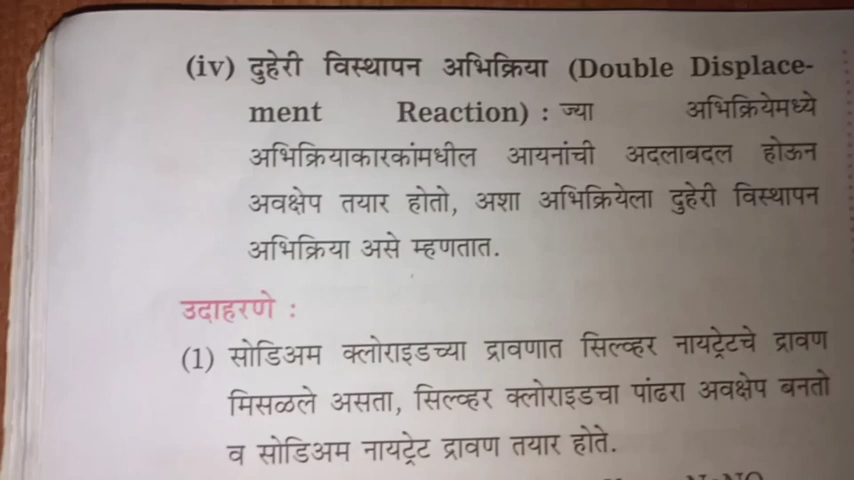 (iv) दुहेरी विस्थापन अभिक्रिया (Double Displace-
ment Reaction) : ज्या अभिक्रियेमध्ये
अभिक्रियाकारकांमधील आयनांची अदलाबदल होऊन
अवक्षेप तयार होतो, अशा अभिक्रियेला दुहेरी विस्थापन
अभिक्रिया असे म्हणतात.
उदाहरणे :
(1) सोडिअम क्लोराइडच्या द्रावणात सिल्व्हर नायट्रेटचे द्रावण
मिसळले असता, सिल्व्हर क्लोराइडचा पांढरा अवक्षेप बनतो
व सोडिअम नायट्रेट द्रावण तयार होते.